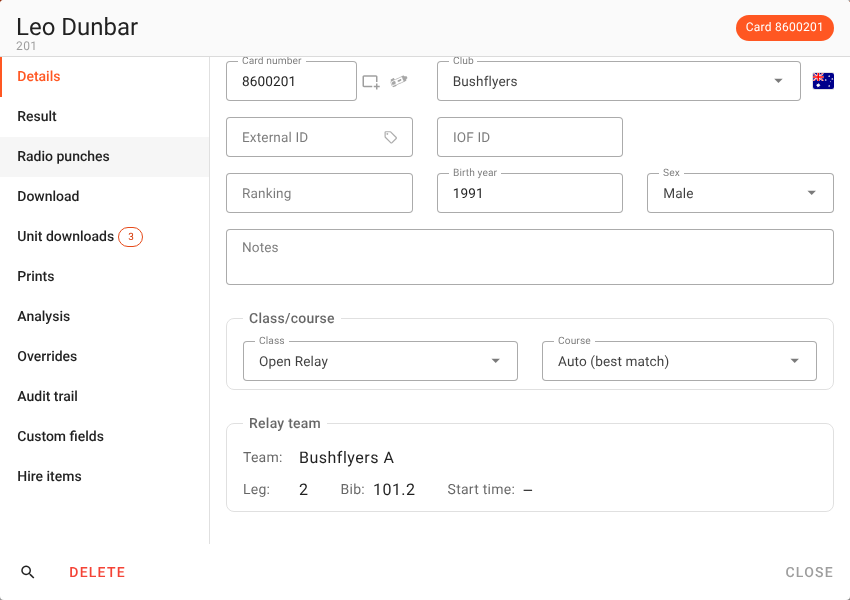 Leo Dunbar
201
Card 8600201
Details
Result
Radio punches
Download
Unit downloads 3
Prints
Analysis
Overrides
Audit trail
Custom fields
Hire items
Card number
8600201
Club
Bushflyers
External ID
IOF ID
Ranking
Birth year
1991
Sex
Male
Notes
Class/course
Class
Open Relay
Course
Auto (best match)
Relay team
Team: Bushflyers A
Leg: 2 Bib: 101.2 Start time: –
DELETE
CLOSE